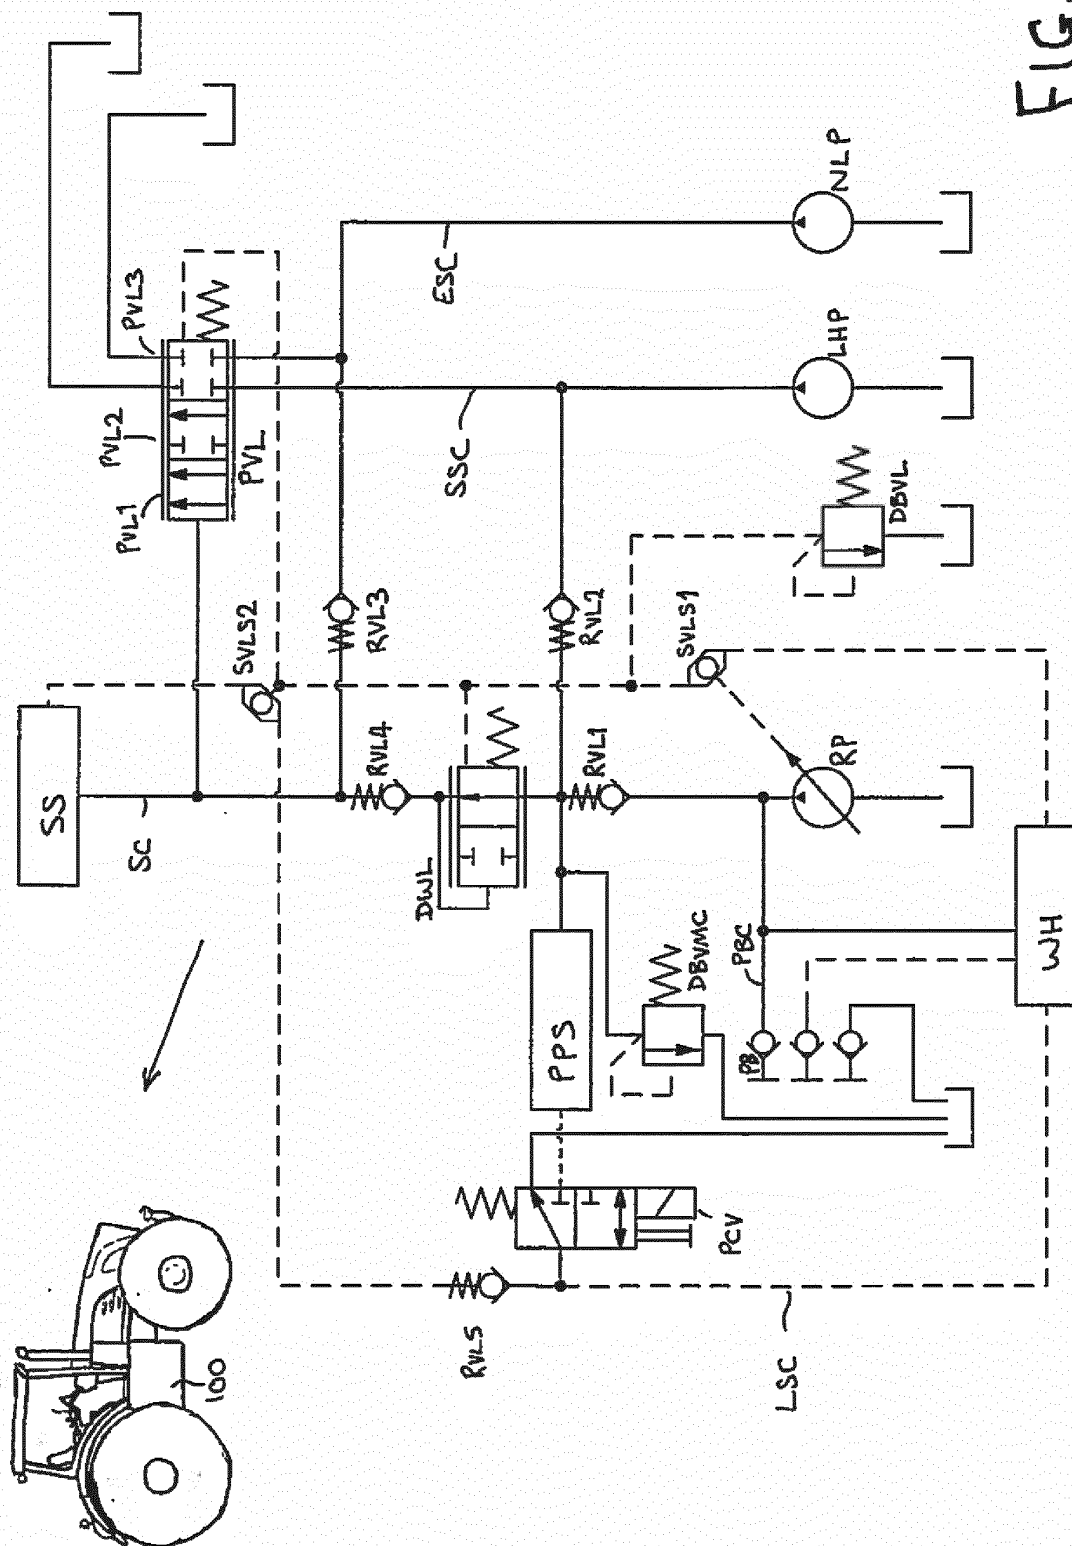 FIG.
SS
SC
PVL1
PVL2
PVL3
PVL
SVLS2
RVL3
RVL4
DWL
RVL1
RVL2
SSC
ESC
NLP
LHP
DBVL
SVLS1
RP
PPS
DBVMC
PBC
PB
WH
PCV
RVL5
LSC
100